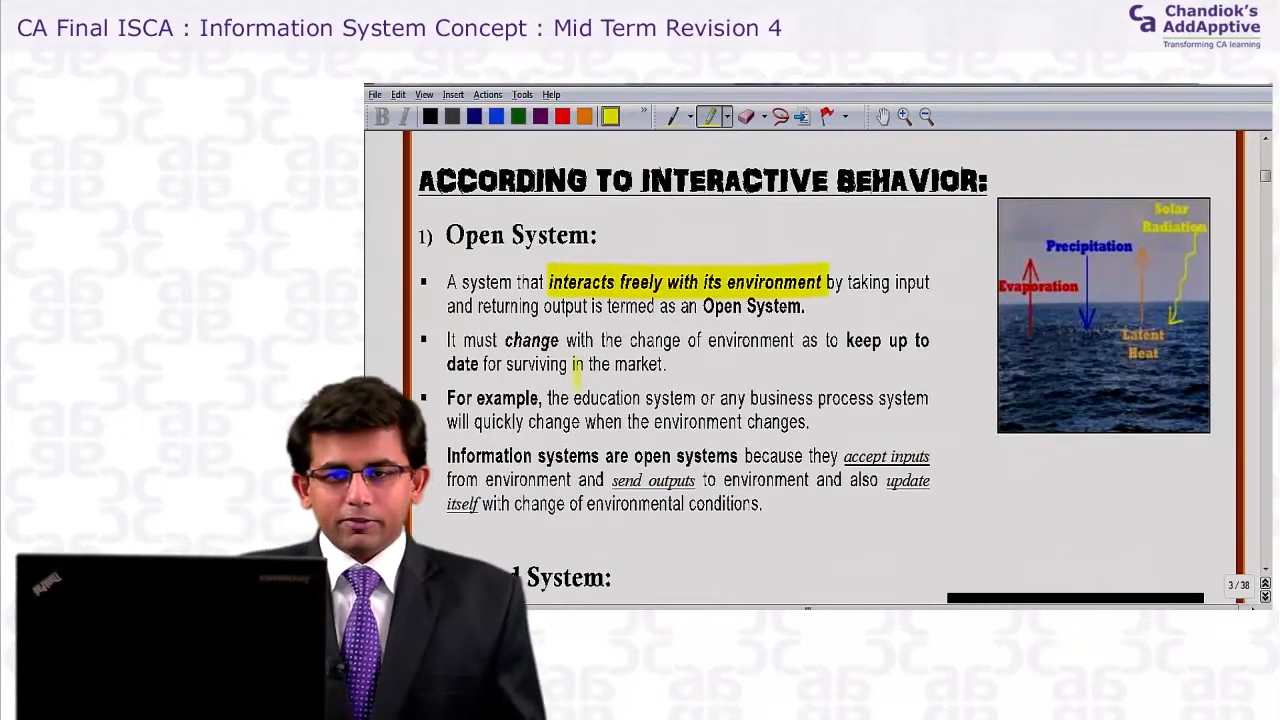 CA Final ISCA : Information System Concept : Mid Term Revision 4
Chandiok's
Ca AddApptive
Transforming CA learning
File Edit View Insert Actions Tools Help
B I
ACCORDING TO INTERACTIVE BEHAVIOR:
1) Open System:
▪ A system that interacts freely with its environment by taking input
and returning output is termed as an Open System.
▪ It must change with the change of environment as to keep up to
date for surviving in the market.
▪ For example, the education system or any business process system
will quickly change when the environment changes.
Information systems are open systems because they accept inputs
from environment and send outputs to environment and also update
itself with change of environmental conditions.
System:
Solar
Radiation
Precipitation
Evaporation
Latent
Heat
3 / 38
ThinkPad